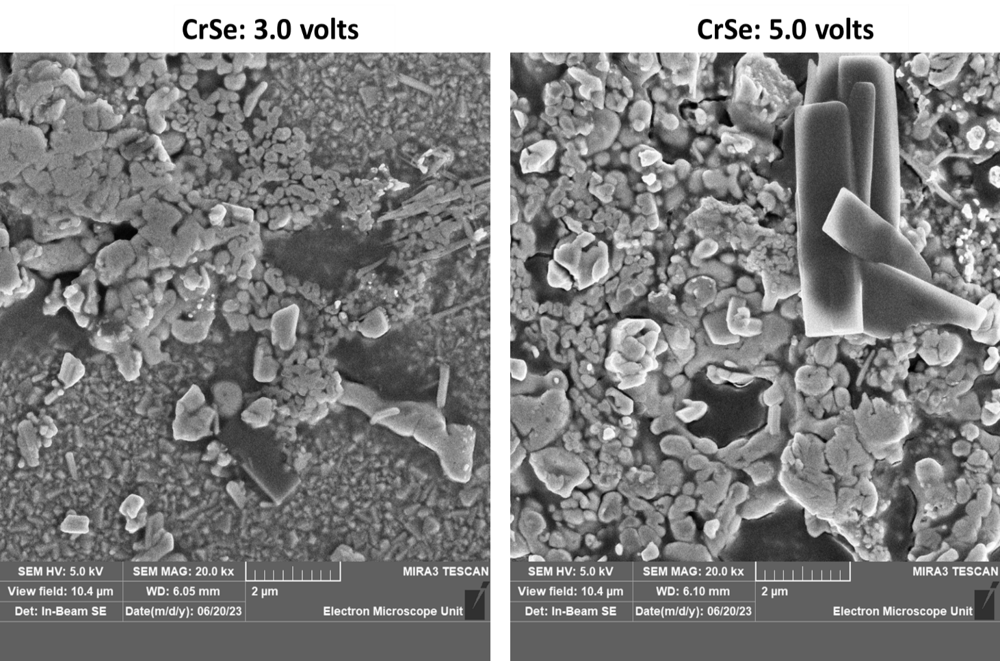 CrSe: 3.0 volts
CrSe: 5.0 volts
SEM HV: 5.0 kV
SEM MAG: 20.0 kx
MIRA3 TESCAN
View field: 10.4 µm
WD: 6.05 mm
2 µm
Det: In-Beam SE
Date(m/d/y): 06/20/23
Electron Microscope Unit
SEM HV: 5.0 kV
SEM MAG: 20.0 kx
MIRA3 TESCAN
View field: 10.4 µm
WD: 6.10 mm
2 µm
Det: In-Beam SE
Date(m/d/y): 06/20/23
Electron Microscope Unit